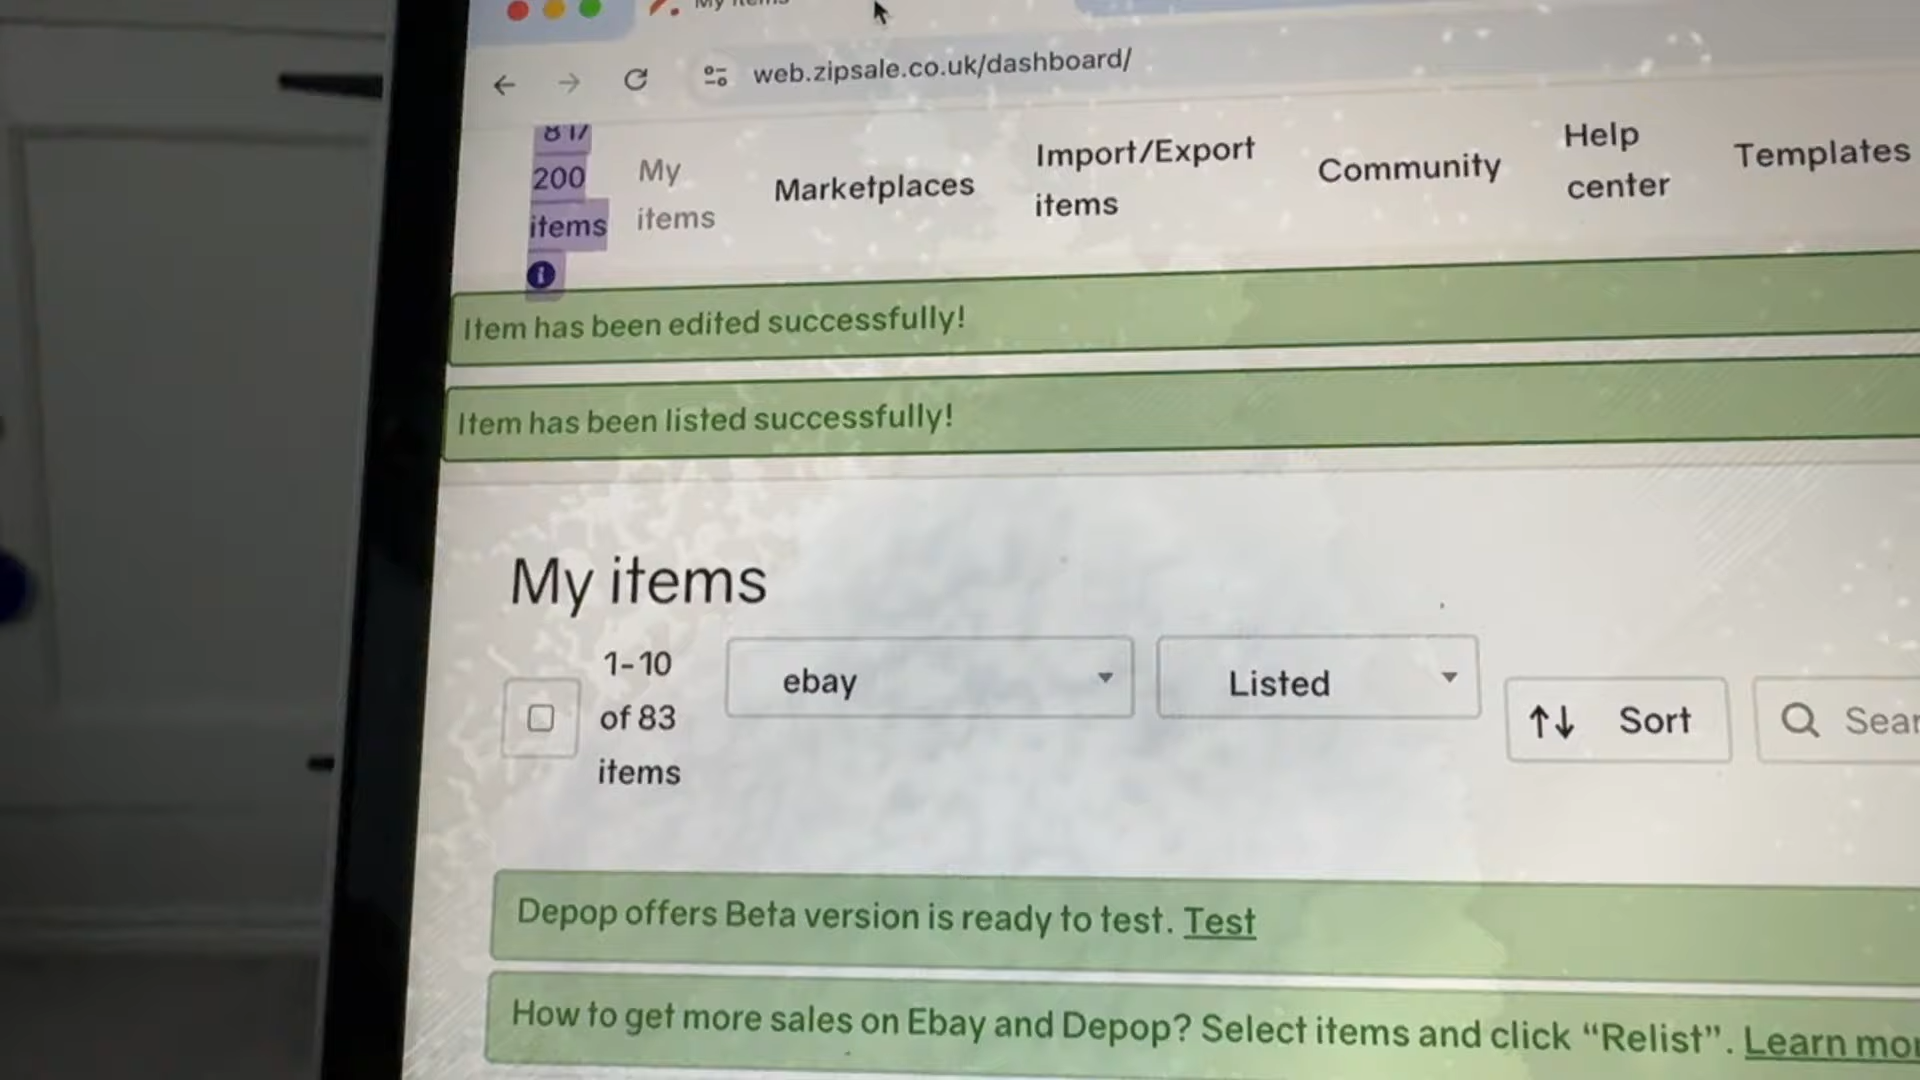 My items
web.zipsale.co.uk/dashboard/
200
items
My
items
Marketplaces
Import/Export
items
Community
Help
center
Templates
Item has been edited successfully!
Item has been listed successfully!
My items
1-10
of 83
items
ebay
Listed
Sort
Depop offers Beta version is ready to test. Test
How to get more sales on Ebay and Depop? Select items and click “Relist”. Learn